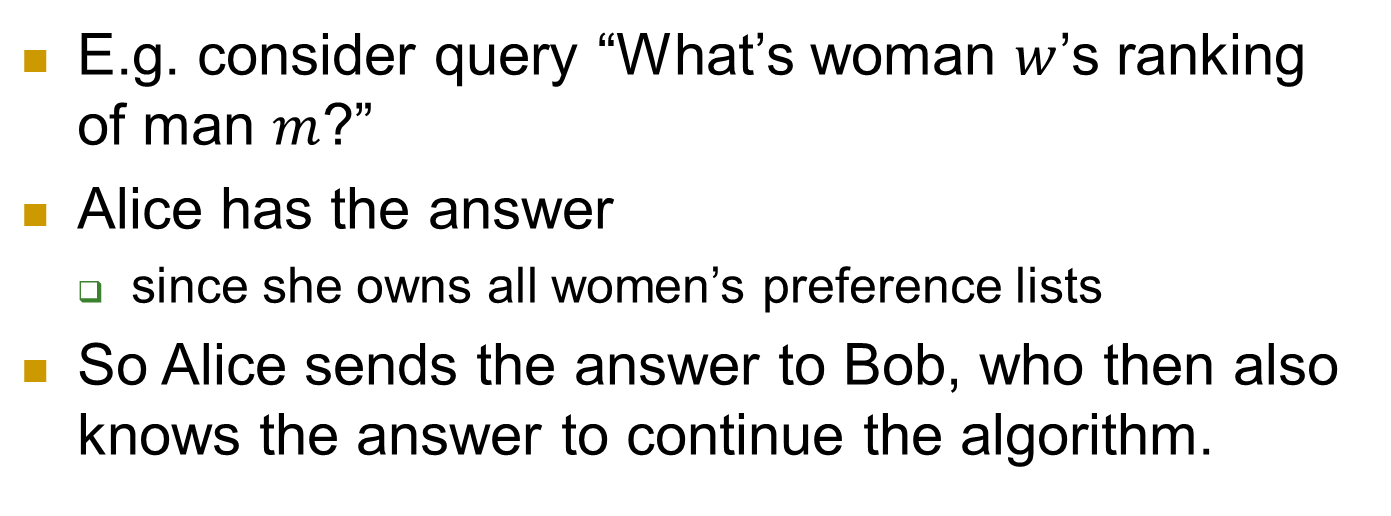 E.g. consider query “What’s woman w’s ranking
of man m?”
Alice has the answer
since she owns all women’s preference lists
So Alice sends the answer to Bob, who then also
knows the answer to continue the algorithm.